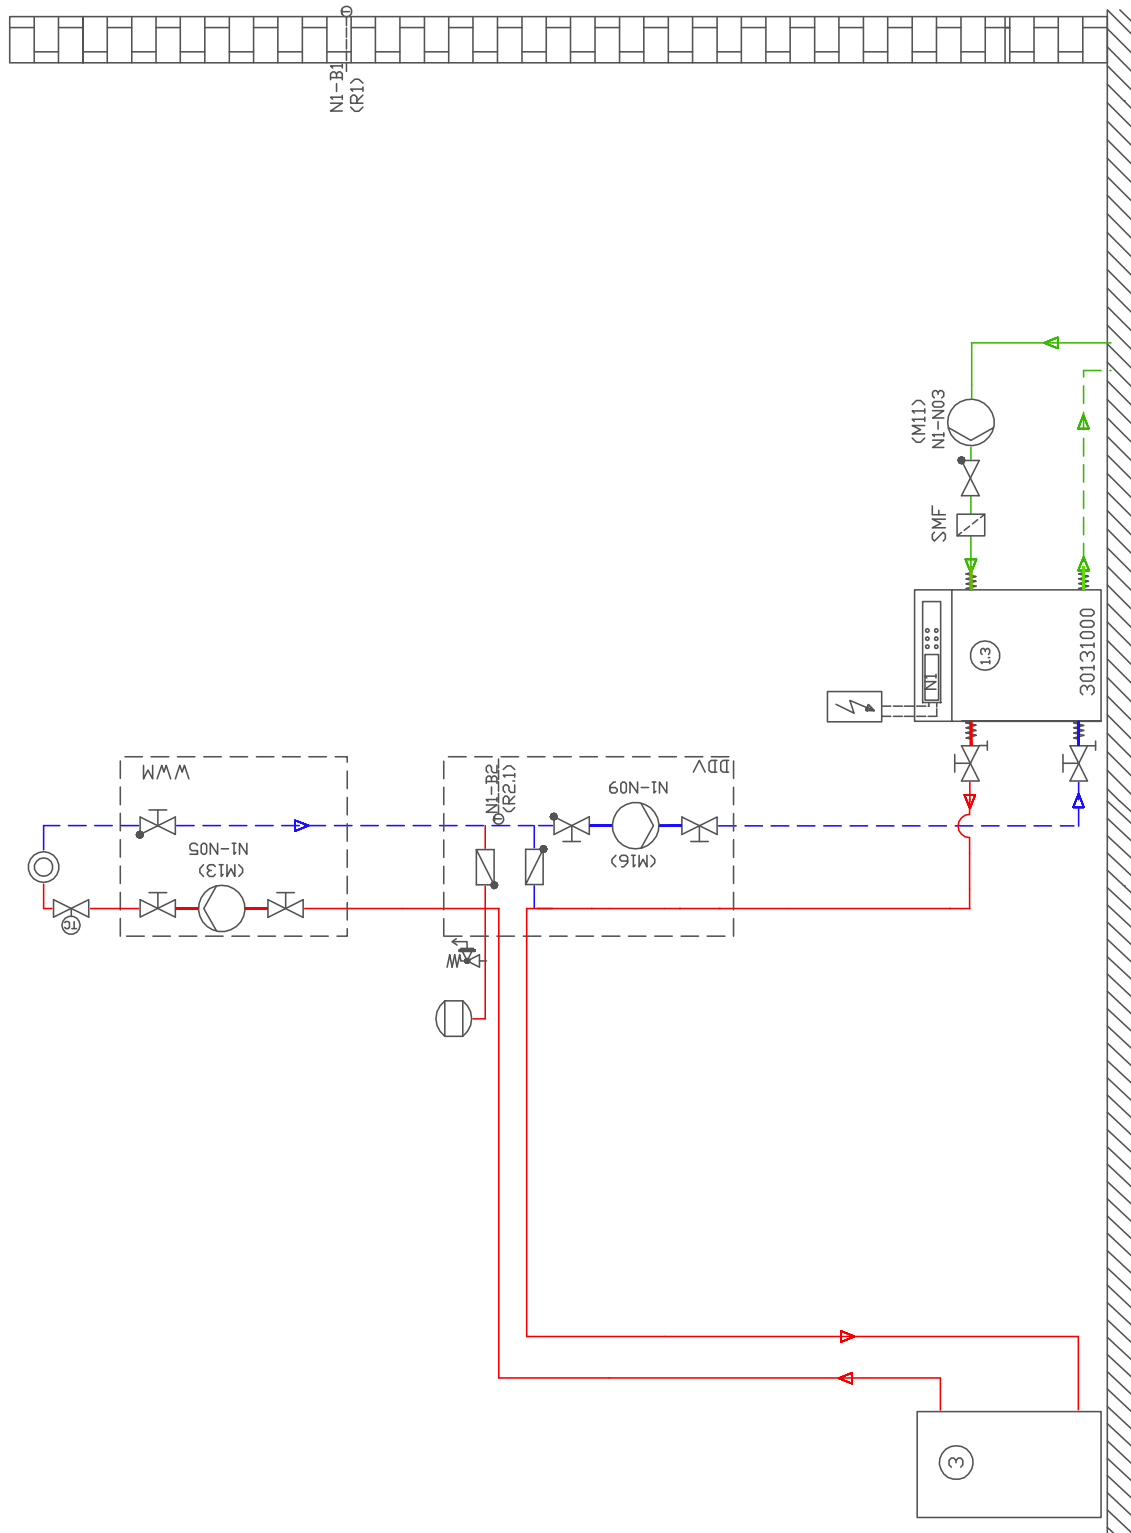 N1-B1
(R1)
(M11)
N1-N03
SMF
N1
1.3
30131000
WWM
N1-N05
(M13)
TC
N1-B2
(R2.1)
DDV
N1-N09
(M16)
3